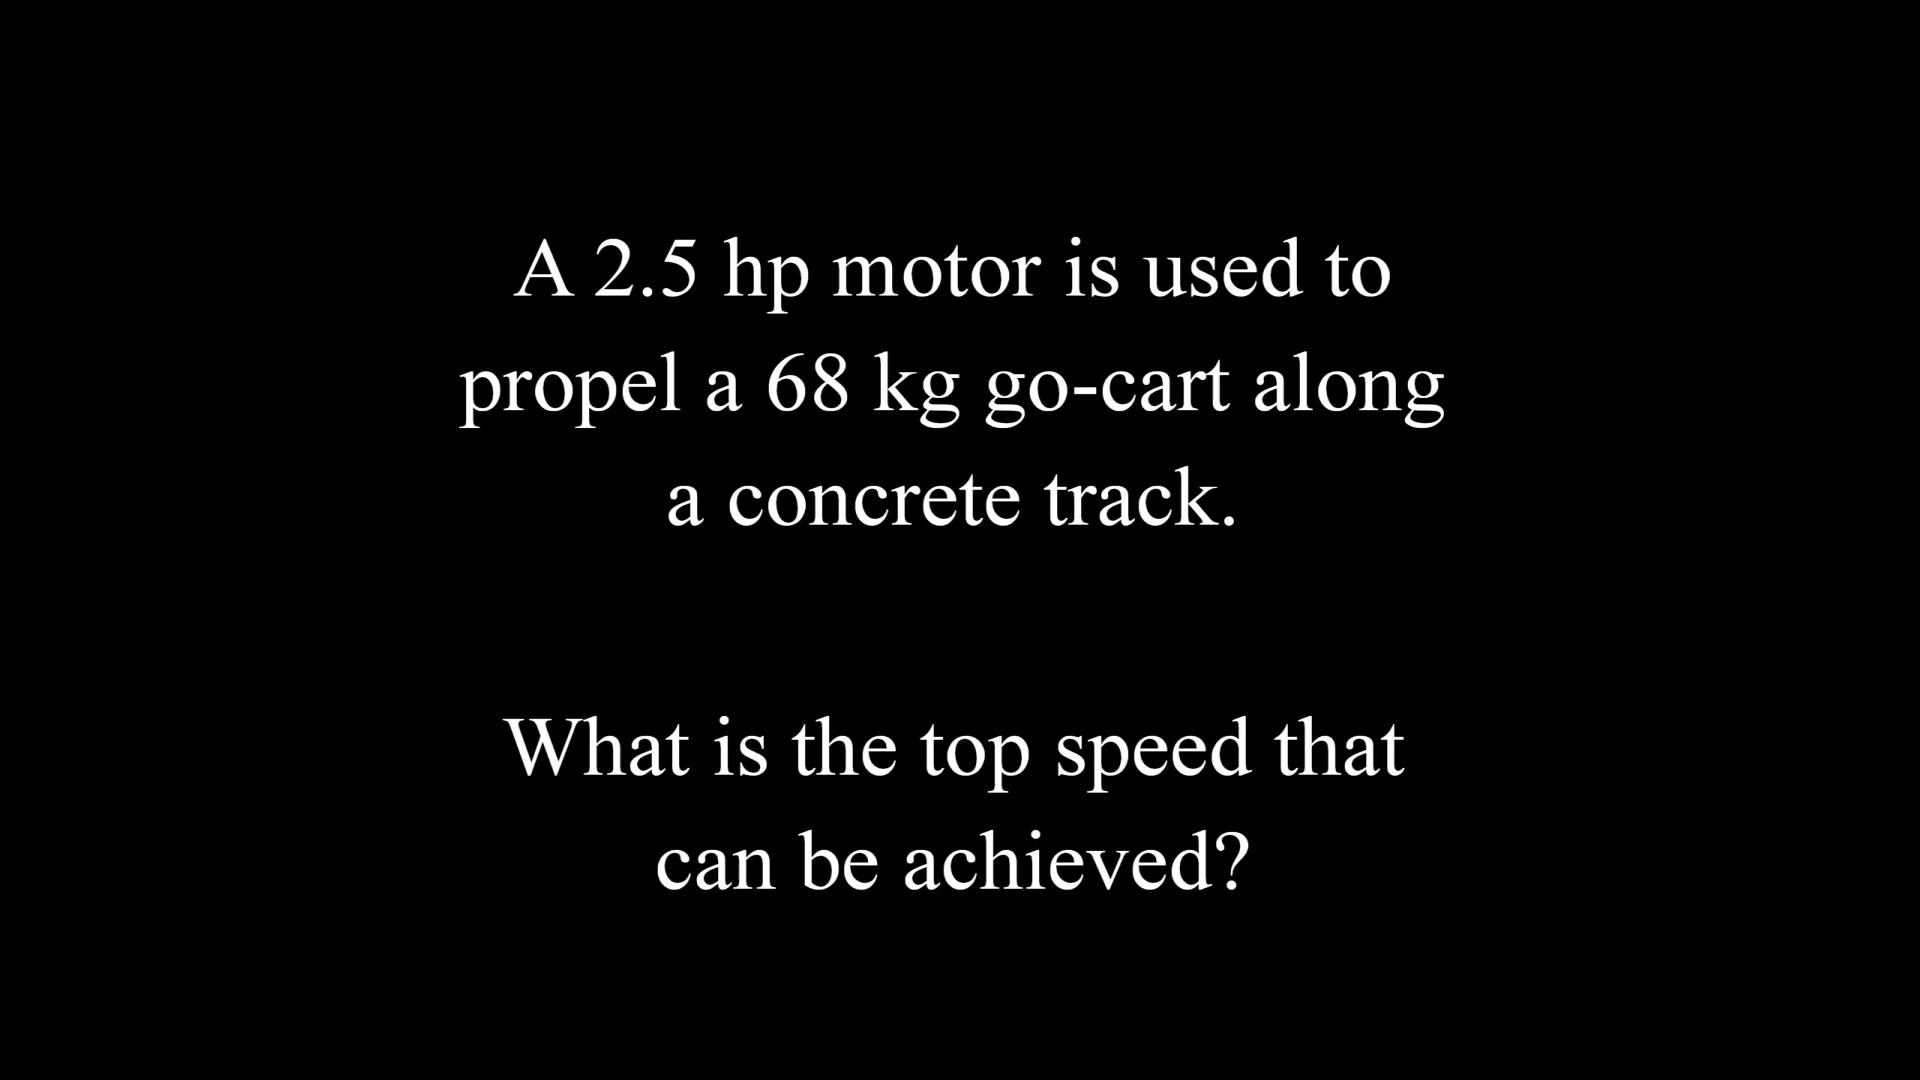 A 2.5 hp motor is used to
propel a 68 kg go-cart along
a concrete track.
What is the top speed that
can be achieved?